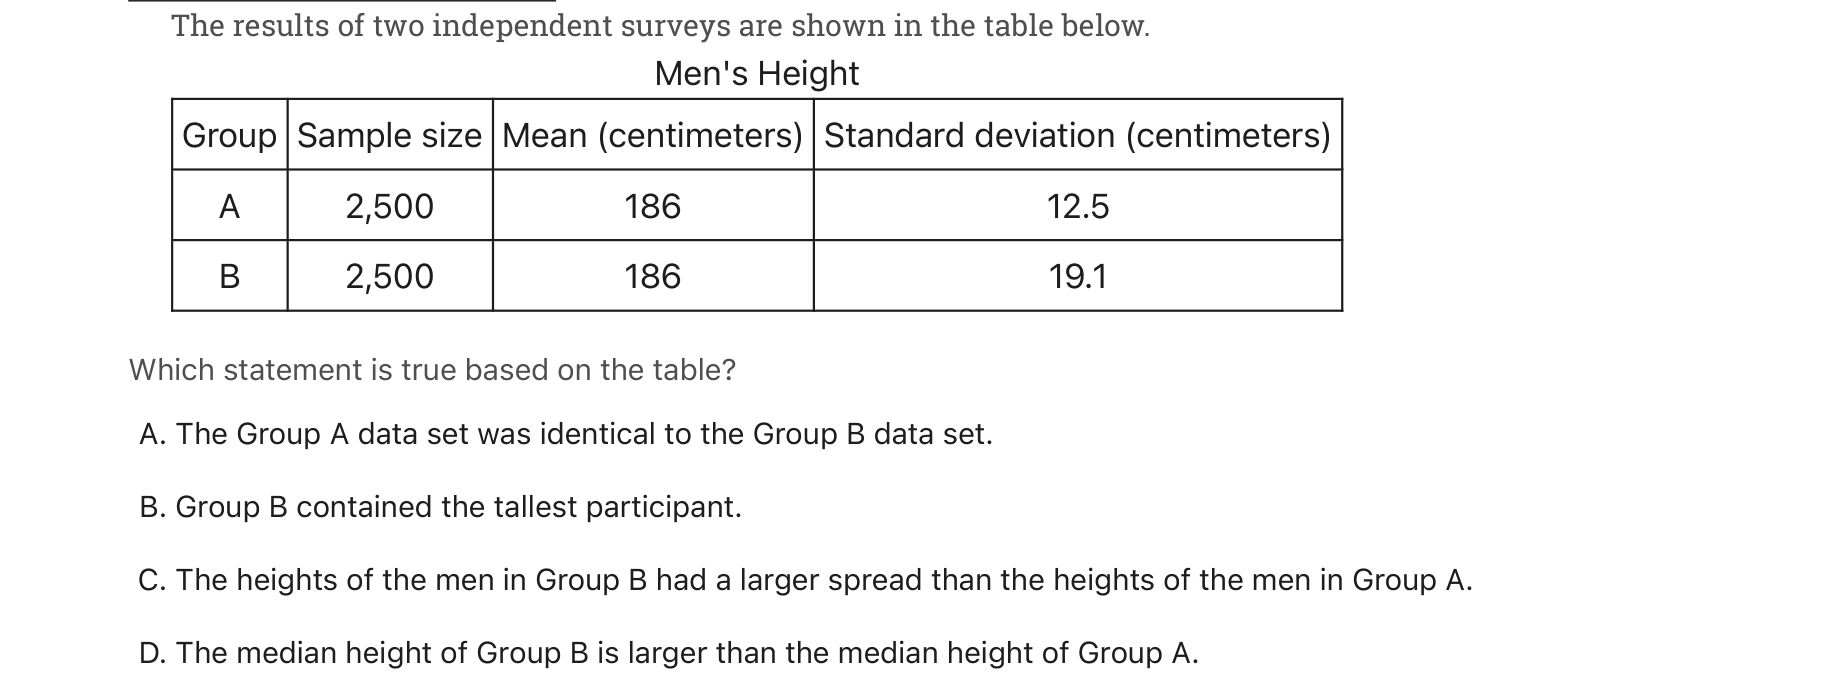 The results of two independent surveys are shown in the table below.
Men's Height
Group Sample size Mean (centimeters) Standard deviation (centimeters)
A 2,500 186 12.5
B 2,500 186 19.1
Which statement is true based on the table?
A. The Group A data set was identical to the Group B data set.
B. Group B contained the tallest participant.
C. The heights of the men in Group B had a larger spread than the heights of the men in Group A.
D. The median height of Group B is larger than the median height of Group A.